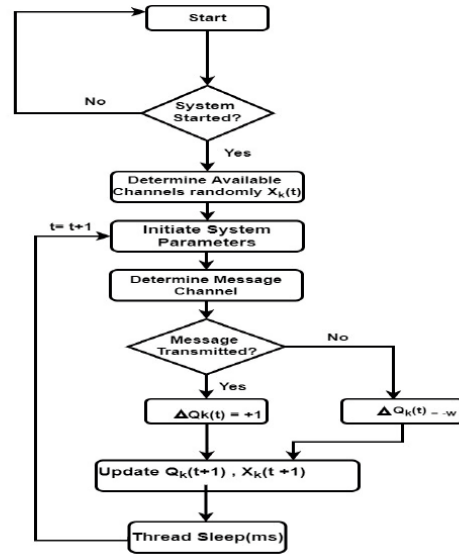 Start
No
System
Started?
Yes
Determine Available
Channels randomly Xₖ(t)
t= t+1
Initiate System
Parameters
Determine Message
Channel
Message
Transmitted?
No
Yes
ΔQk(t) = +1
ΔQₖ(t) = -w
Update Qₖ(t+1) , Xₖ(t +1)
Thread Sleep(ms)